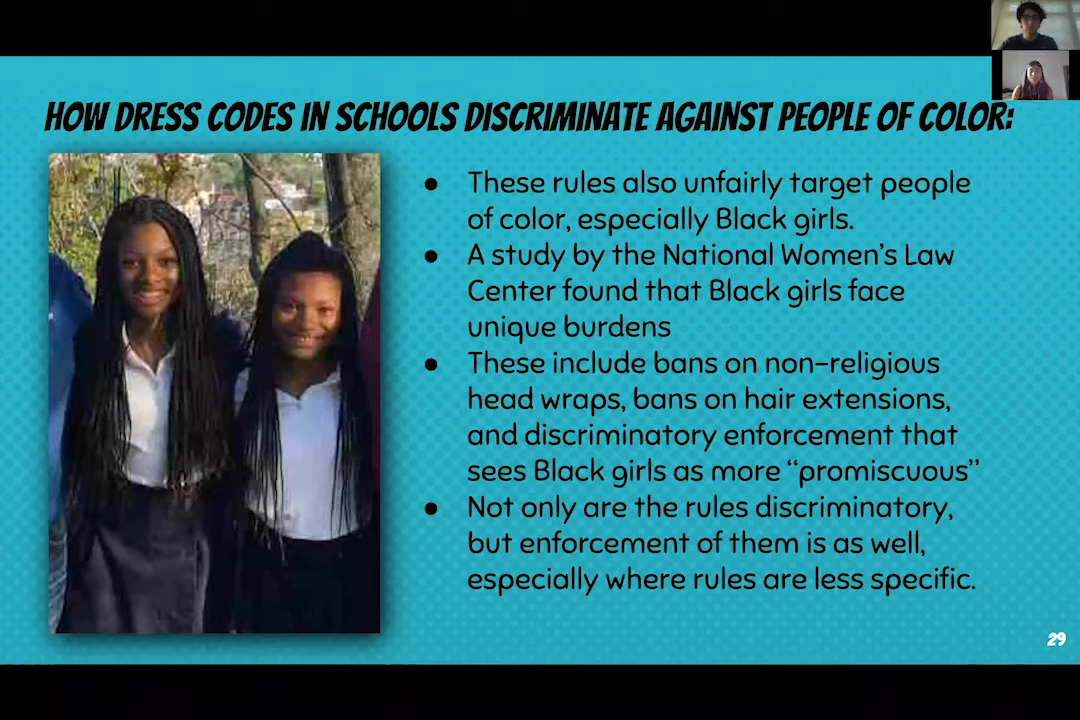 HOW DRESS CODES IN SCHOOLS DISCRIMINATE AGAINST PEOPLE OF COLOR:
● These rules also unfairly target people
of color, especially Black girls.
● A study by the National Women’s Law
Center found that Black girls face
unique burdens
● These include bans on non-religious
head wraps, bans on hair extensions,
and discriminatory enforcement that
sees Black girls as more “promiscuous”
● Not only are the rules discriminatory,
but enforcement of them is as well,
especially where rules are less specific.
29